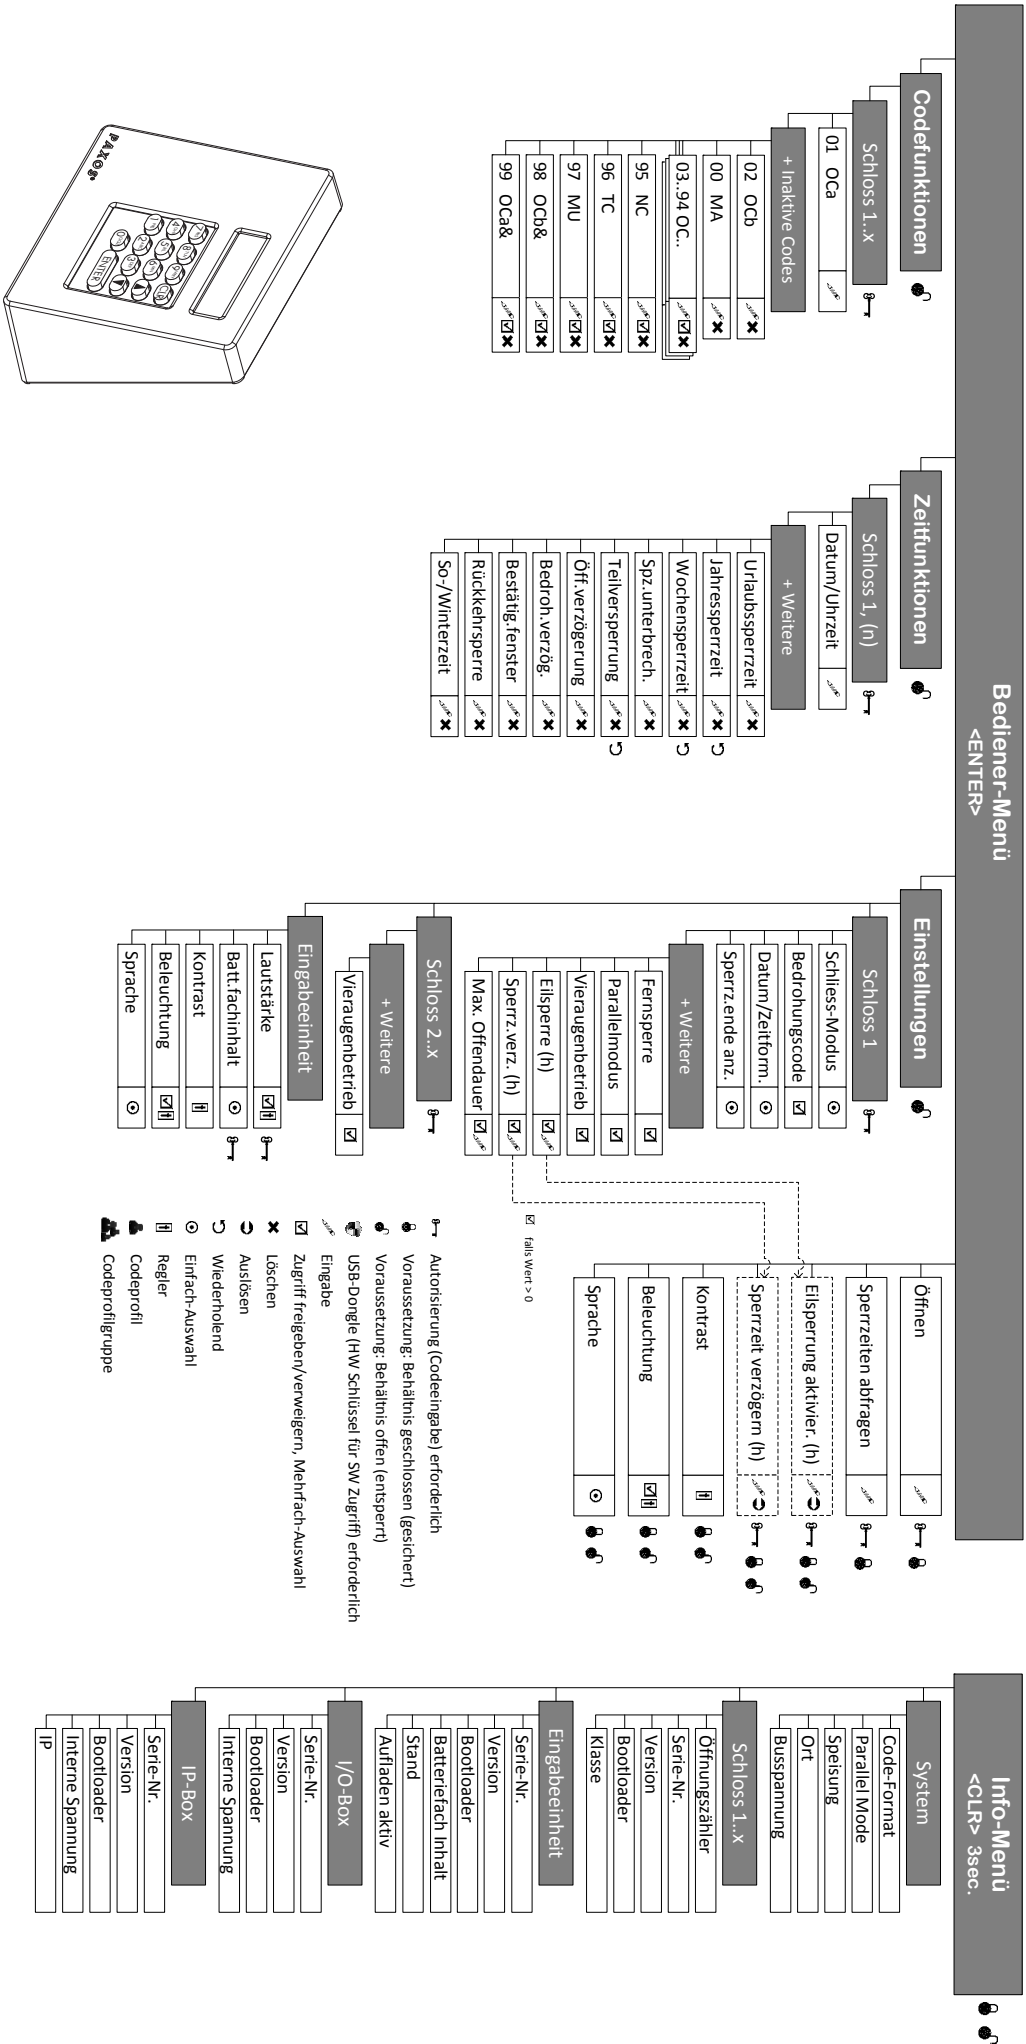 Bediener-Menü
<ENTER>
Codefunktionen
Schloss 1..x
01 OCa
+ Inaktive Codes
02 OCb
00 MA
03..94 OC..
95 NC
96 TC
97 MU
98 OCb&
99 OCa&
Zeitfunktionen
Schloss 1, (n)
Datum/Uhrzeit
+ Weitere
Urlaubssperrzeit
Jahressperrzeit
Wochensperrzeit
Spz.unterbrech.
Teilversperrung
Öff.verzögerung
Bedroh.verzög.
Bestätig.fenster
Rückkehrsperre
So-/Winterzeit
Einstellungen
Schloss 1
Schliess-Modus
Bedrohungscode
Datum/Zeitform.
Sperrz.ende anz.
+ Weitere
Fernsperre
Parallelmodus
Vieraugenbetrieb
Eilsperre (h)
Sperrz.verz. (h)
Max. Offendauer
Schloss 2..x
+ Weitere
Vieraugenbetrieb
Eingabeeinheit
Lautstärke
Batt.fachinhalt
Kontrast
Beleuchtung
Sprache
Öffnen
Sperrzeiten abfragen
Eilsperrung aktivier. (h)
Sperrzeit verzögern (h)
Kontrast
Beleuchtung
Sprache
falls Wert > 0
Autorisierung (Codeeingabe) erforderlich
Voraussetzung: Behältnis geschlossen (gesichert)
Voraussetzung: Behältnis offen (entsperrt)
USB-Dongle (HW Schlüssel für SW Zugriff) erforderlich
Eingabe
Zugriff freigeben/verweigern, Mehrfach-Auswahl
Löschen
Auslösen
Wiederholend
Einfach-Auswahl
Regler
Codeprofil
Codeprofilgruppe
Info-Menü
<CLR> 3sec.
System
Code-Format
Parallel Mode
Speisung
Ort
Busspannung
Schloss 1..x
Öffnungszähler
Serie-Nr.
Version
Bootloader
Klasse
Eingabeeinheit
Serie-Nr.
Version
Bootloader
Batteriefach Inhalt
Stand
Aufladen aktiv
I/O-Box
Serie-Nr.
Version
Bootloader
Interne Spannung
IP-Box
Serie-Nr.
Version
Bootloader
Interne Spannung
IP
PAXOS
ENTER